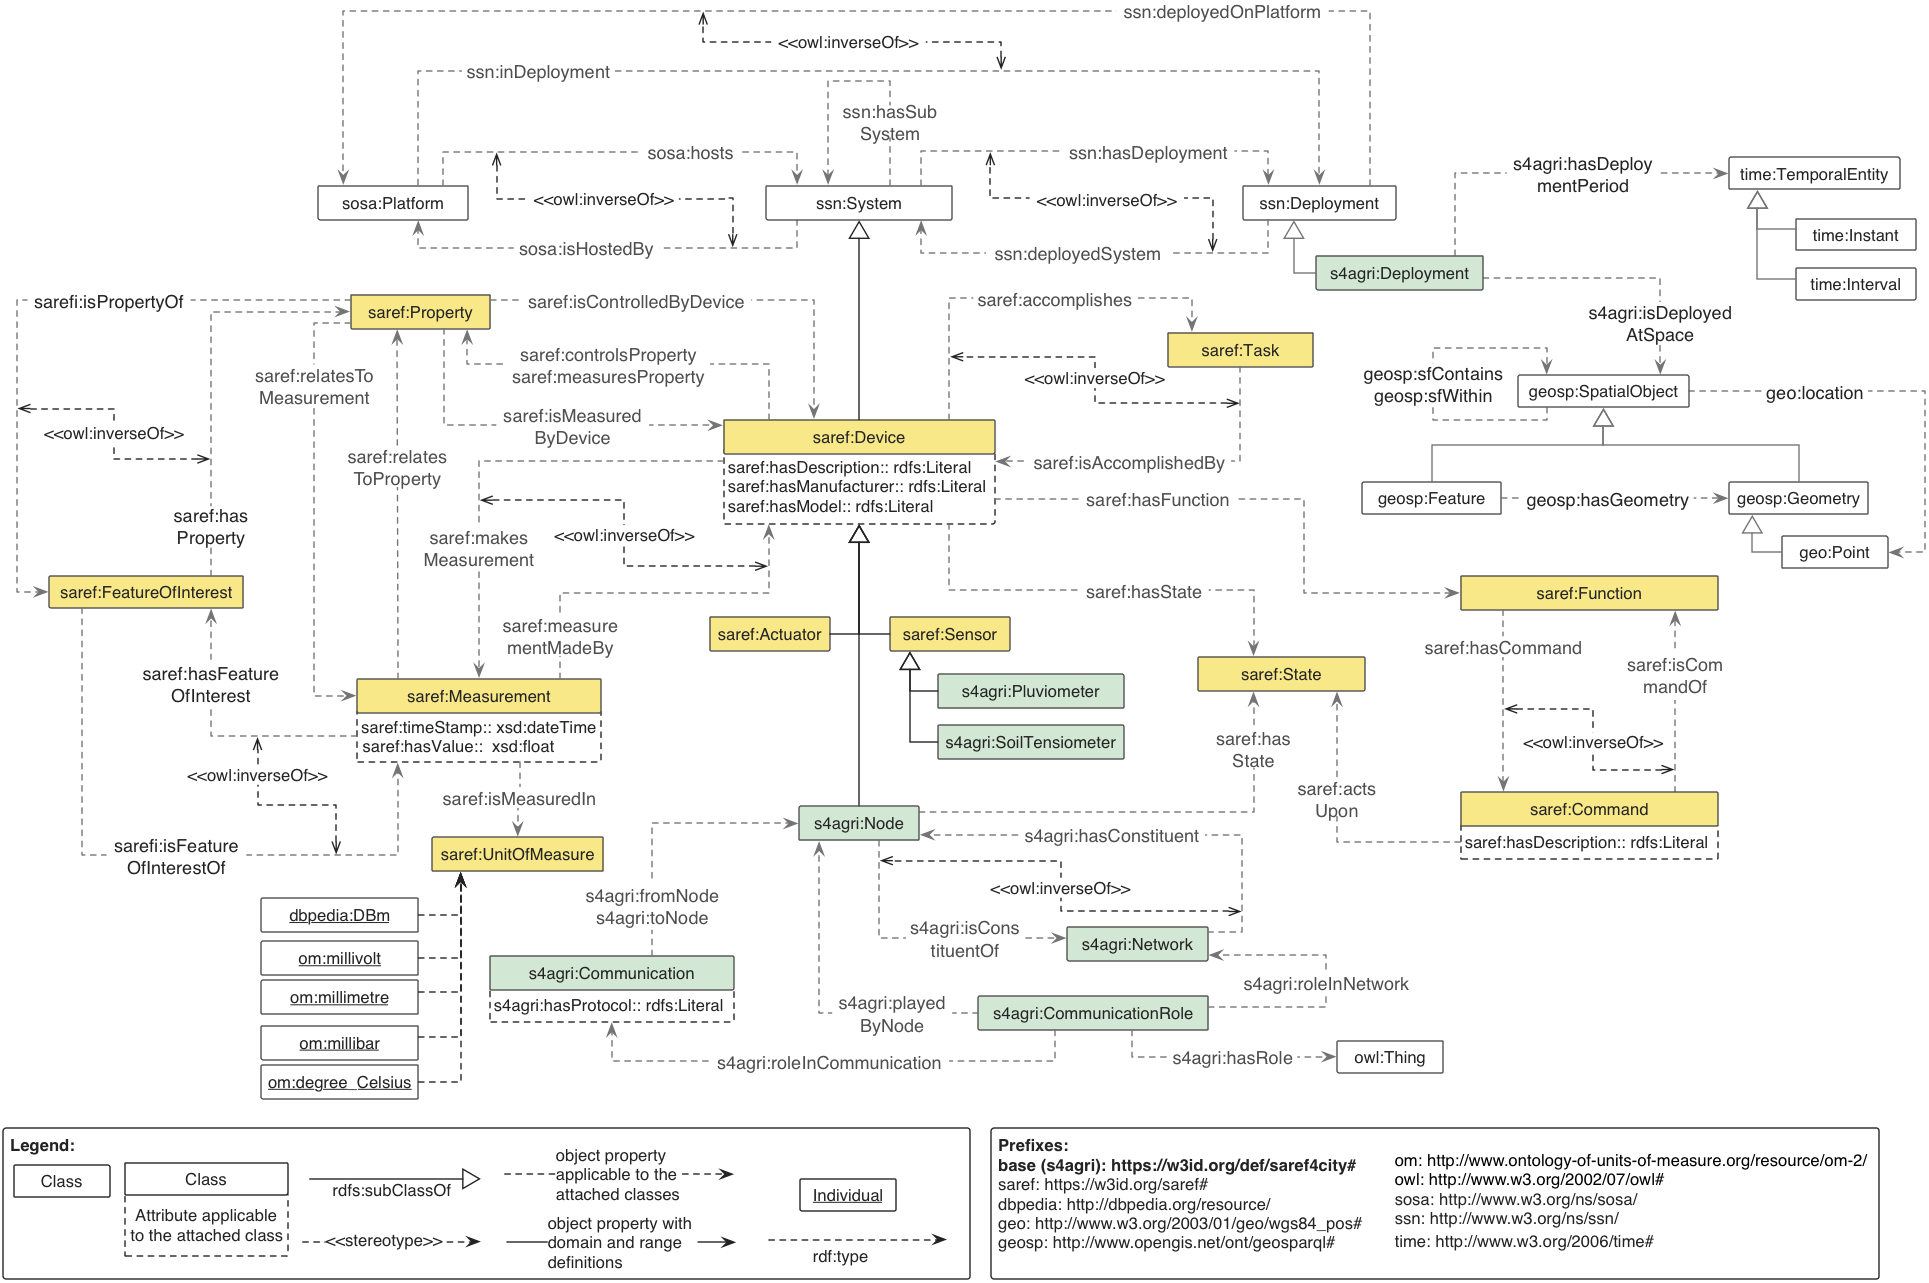 ssn:deployedOnPlatform
<<owl:inverseOf>>
ssn:inDeployment
ssn:hasSub
System
sosa:hosts
ssn:hasDeployment
s4agri:hasDeploy
mentPeriod
time:TemporalEntity
sosa:Platform
<<owl:inverseOf>>
ssn:System
<<owl:inverseOf>>
ssn:Deployment
time:Instant
sosa:isHostedBy
ssn:deployedSystem
s4agri:Deployment
time:Interval
sarefi:isPropertyOf
saref:Property
saref:isControlledByDevice
saref:accomplishes
s4agri:isDeployed
AtSpace
saref:controlsProperty
saref:measuresProperty
saref:Task
saref:relatesTo
Measurement
<<owl:inverseOf>>
geosp:sfContains
geosp:sfWithin
geosp:SpatialObject
geo:location
<<owl:inverseOf>>
saref:isMeasured
ByDevice
saref:Device
saref:hasDescription:: rdfs:Literal
saref:hasManufacturer:: rdfs:Literal
saref:hasModel:: rdfs:Literal
saref:isAccomplishedBy
saref:relates
ToProperty
saref:hasFunction
geosp:Feature
geosp:hasGeometry
geosp:Geometry
saref:has
Property
saref:makes
Measurement
<<owl:inverseOf>>
geo:Point
saref:FeatureOfInterest
saref:hasState
saref:Function
saref:measure
mentMadeBy
saref:Actuator
saref:Sensor
saref:hasCommand
saref:isCom
mandOf
saref:hasFeature
OfInterest
saref:Measurement
saref:timeStamp:: xsd:dateTime
saref:hasValue::  xsd:float
s4agri:Pluviometer
saref:State
s4agri:SoilTensiometer
saref:has
State
<<owl:inverseOf>>
<<owl:inverseOf>>
saref:isMeasuredIn
saref:acts
Upon
saref:Command
saref:hasDescription:: rdfs:Literal
s4agri:Node
s4agri:hasConstituent
sarefi:isFeature
OfInterestOf
saref:UnitOfMeasure
<<owl:inverseOf>>
dbpedia:DBm
s4agri:fromNode
s4agri:toNode
s4agri:isCons
tituentOf
s4agri:Network
om:millivolt
s4agri:Communication
s4agri:hasProtocol:: rdfs:Literal
s4agri:roleInNetwork
om:millimetre
s4agri:played
ByNode
s4agri:CommunicationRole
om:millibar
s4agri:roleInCommunication
s4agri:hasRole
owl:Thing
om:degree_Celsius
Legend:
Class
Class
Attribute applicable
to the attached class
rdfs:subClassOf
<<stereotype>>
object property
applicable to the
attached classes
object property with
domain and range
definitions
Individual
rdf:type
Prefixes:
base (s4agri): https://w3id.org/def/saref4city#
saref: https://w3id.org/saref#
dbpedia: http://dbpedia.org/resource/
geo: http://www.w3.org/2003/01/geo/wgs84_pos#
geosp: http://www.opengis.net/ont/geosparql#
om: http://www.ontology-of-units-of-measure.org/resource/om-2/
owl: http://www.w3.org/2002/07/owl#
sosa: http://www.w3.org/ns/sosa/
ssn: http://www.w3.org/ns/ssn/
time: http://www.w3.org/2006/time#